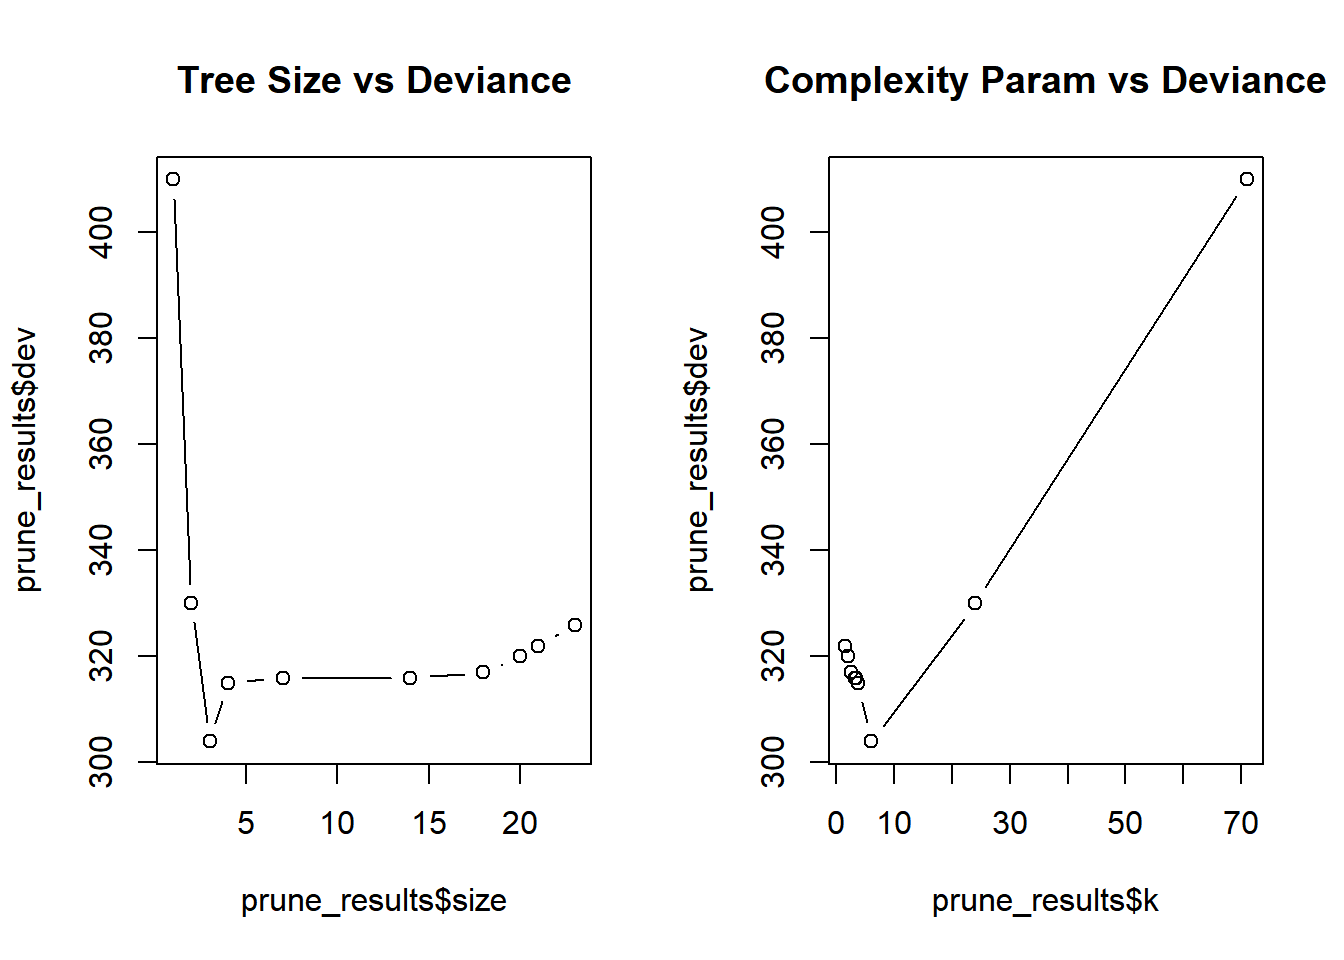 Tree Size vs Deviance
prune_results$dev
300
320
340
360
380
400
5 10 15 20
prune_results$size
Complexity Param vs Deviance
prune_results$dev
300
320
340
360
380
400
0 10 30 50 70
prune_results$k